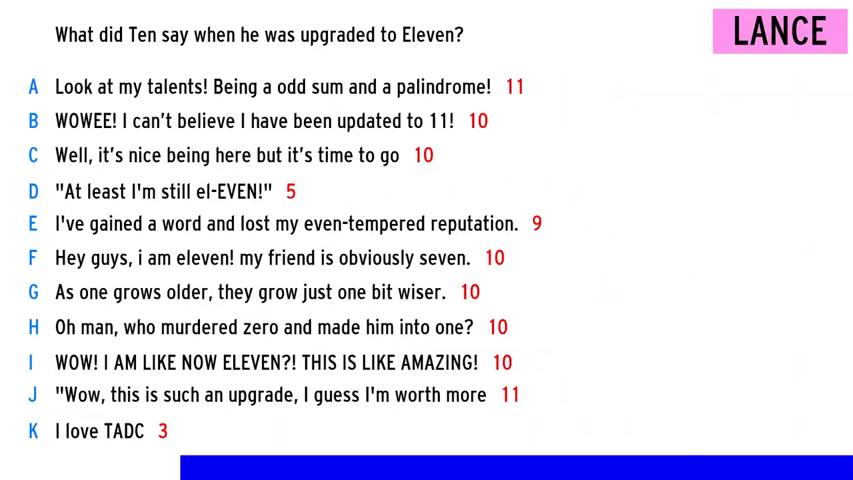 What did Ten say when he was upgraded to Eleven?
LANCE
A Look at my talents! Being a odd sum and a palindrome! 11
B WOWEE! I can't believe I have been updated to 11! 10
C Well, it's nice being here but it's time to go 10
D "At least I'm still el-EVEN!" 5
E I've gained a word and lost my even-tempered reputation. 9
F Hey guys, i am eleven! my friend is obviously seven. 10
G As one grows older, they grow just one bit wiser. 10
H Oh man, who murdered zero and made him into one? 10
I WOW! I AM LIKE NOW ELEVEN?! THIS IS LIKE AMAZING! 10
J "Wow, this is such an upgrade, I guess I'm worth more 11
K I love TADC 3